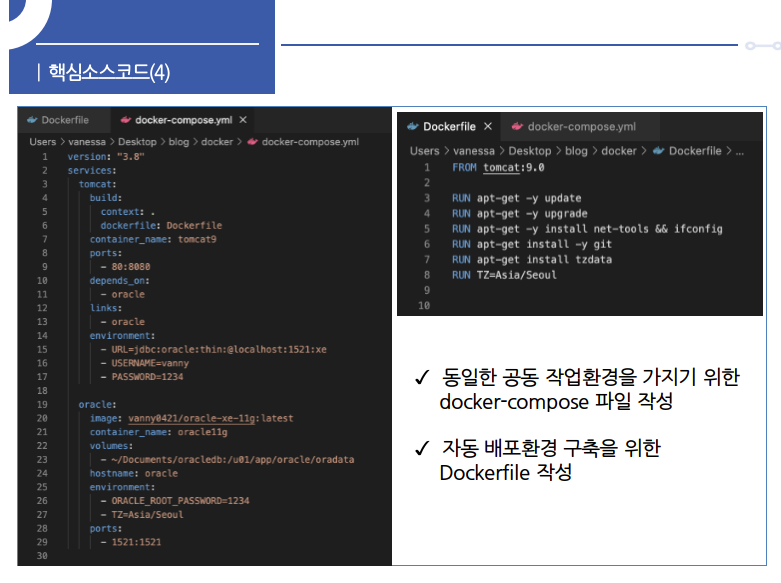 | 핵심소스코드(4)
Dockerfile docker-compose.yml ×
Users > vanessa > Desktop > blog > docker > docker-compose.yml
1 version: "3.8"
2 services:
3 tomcat:
4 build:
5 context: .
6 dockerfile: Dockerfile
7 container_name: tomcat9
8 ports:
9 - 80:8080
10 depends_on:
11 - oracle
12 links:
13 - oracle
14 environment:
15 - URL=jdbc:oracle:thin:@localhost:1521:xe
16 - USERNAME=vanny
17 - PASSWORD=1234
18
19 oracle:
20 image: vanny0421/oracle-xe-11g:latest
21 container_name: oracle11g
22 volumes:
23 - ~/Documents/oracledb:/u01/app/oracle/oradata
24 hostname: oracle
25 environment:
26 - ORACLE_ROOT_PASSWORD=1234
27 - TZ=Asia/Seoul
28 ports:
29 - 1521:1521
30
Dockerfile × docker-compose.yml
Users > vanessa > Desktop > blog > docker > Dockerfile > ...
1 FROM tomcat:9.0
2
3 RUN apt-get -y update
4 RUN apt-get -y upgrade
5 RUN apt-get -y install net-tools && ifconfig
6 RUN apt-get install -y git
7 RUN apt-get install tzdata
8 RUN TZ=Asia/Seoul
9
10
✓ 동일한 공동 작업환경을 가지기 위한
docker-compose 파일 작성
✓ 자동 배포환경 구축을 위한
Dockerfile 작성